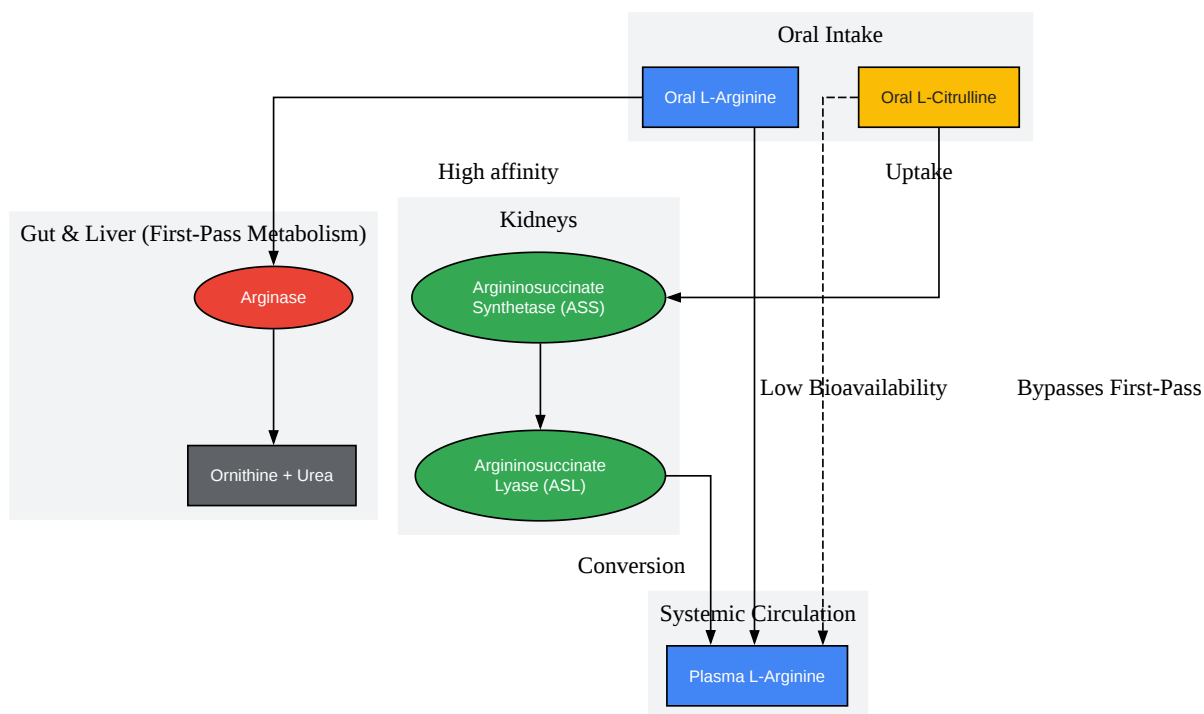 Oral Intake
Oral L-Arginine
Oral L-Citrulline
High affinity
Uptake
Kidneys
Gut & Liver (First-Pass Metabolism)
Arginase
Argininosuccinate
Synthetase (ASS)
Low Bioavailability
Bypasses First-Pass
Argininosuccinate
Lyase (ASL)
Ornithine + Urea
Conversion
Systemic Circulation
Plasma L-Arginine